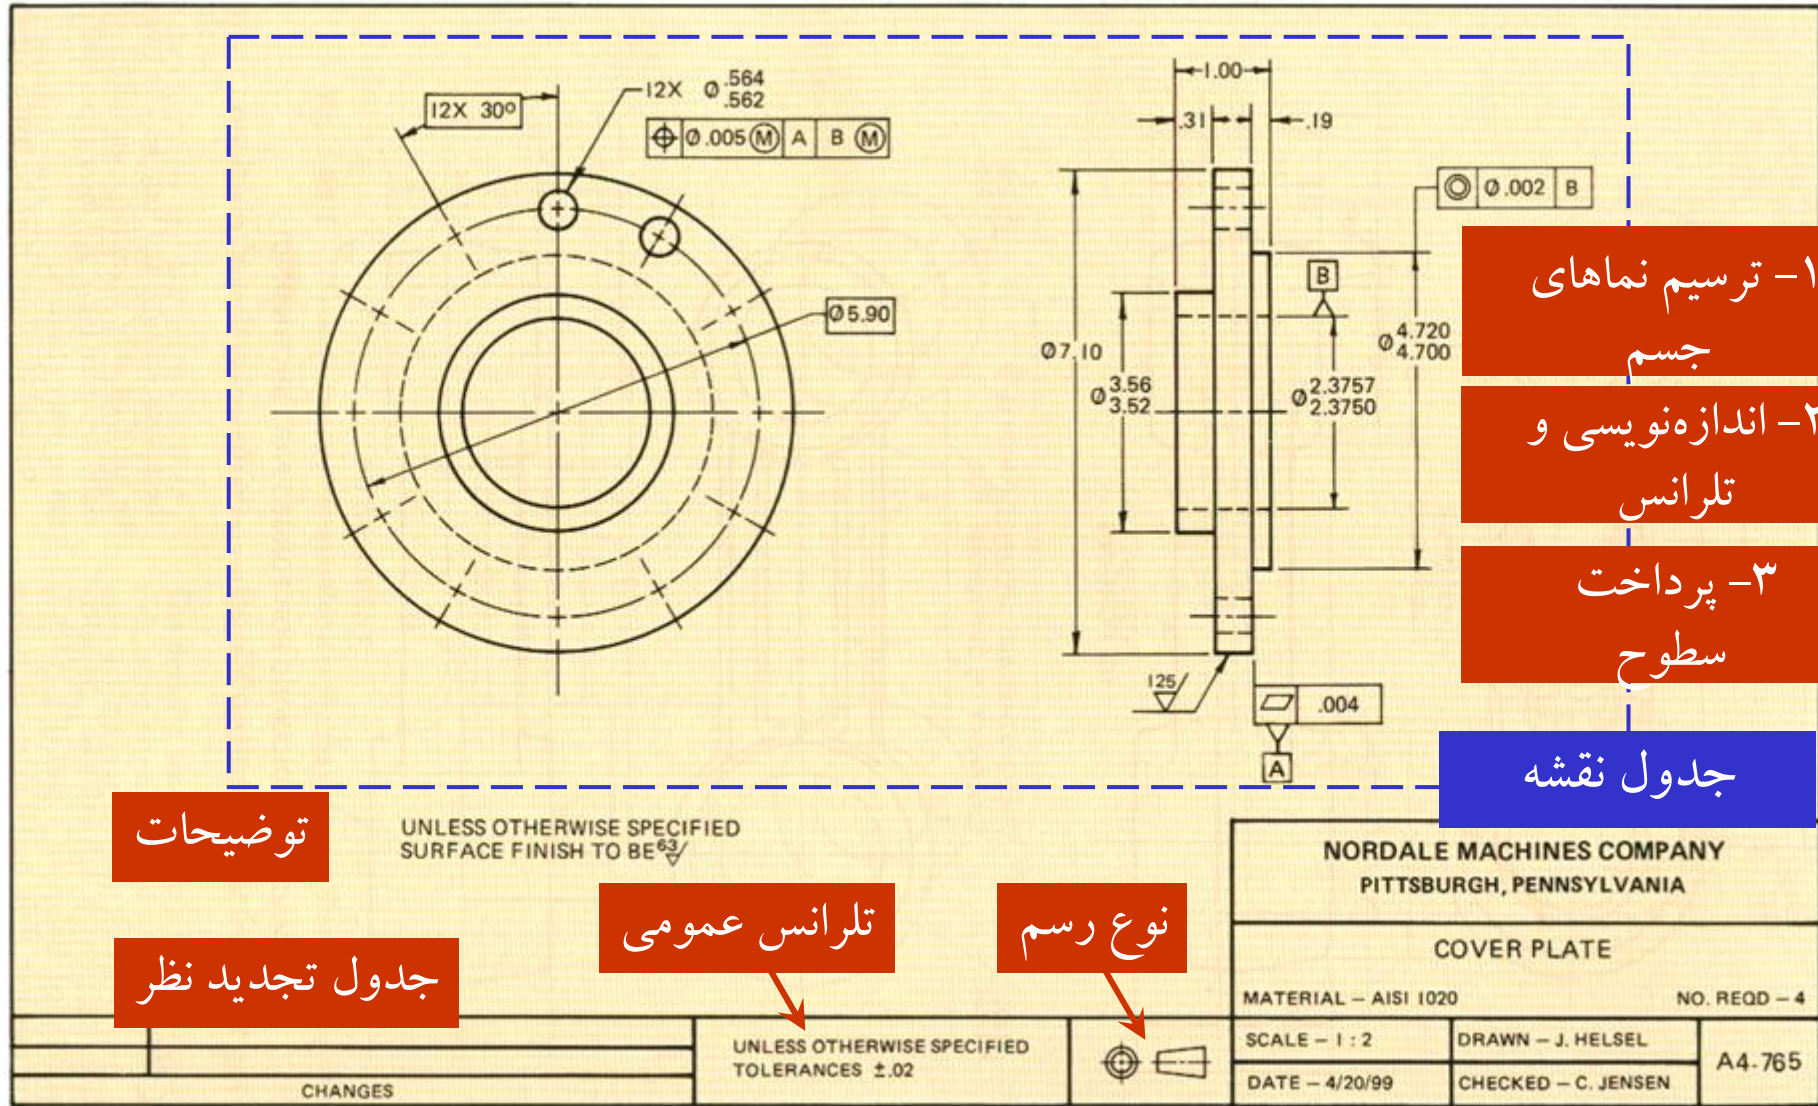 12X 30º
12X Ø .564
.562
⌖ Ø.005 Ⓜ A B Ⓜ
Ø5.90
1.00
.31
.19
◎ Ø.002 B
B
Ø7.10
Ø 3.56
3.52
Ø 2.3757
2.3750
Ø 4.720
4.700
125
⏥ .004
A
۱- ترسیم نماهای
جسم
۲- اندازه‌نویسی و
تلرانس
۳- پرداخت
سطوح
جدول نقشه
توضیحات
UNLESS OTHERWISE SPECIFIED
SURFACE FINISH TO BE 63
تلرانس عمومی
نوع رسم
جدول تجدید نظر
CHANGES
UNLESS OTHERWISE SPECIFIED
TOLERANCES ±.02
NORDALE MACHINES COMPANY
PITTSBURGH, PENNSYLVANIA
COVER PLATE
MATERIAL – AISI 1020 NO. REQD – 4
SCALE – 1 : 2
DRAWN – J. HELSEL
DATE – 4/20/99
CHECKED – C. JENSEN
A4-765